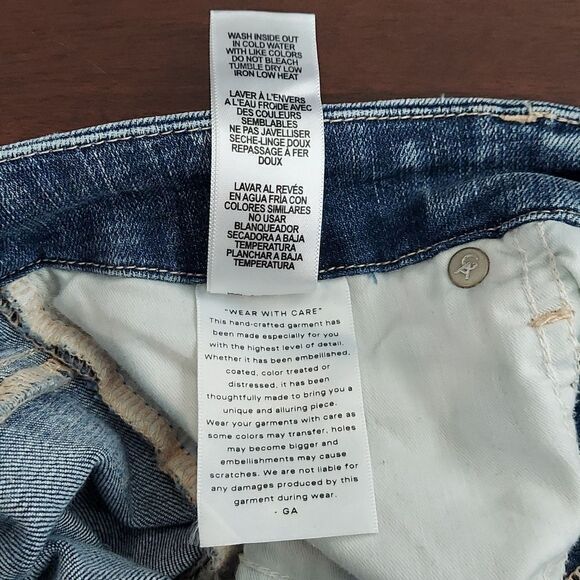 WASH INSIDE OUT
IN COLD WATER
WITH LIKE COLORS
DO NOT BLEACH
TUMBLE DRY LOW
IRON LOW HEAT
LAVER À L'ENVERS
A L'EAU FROIDE AVEC
DES COULEURS
SEMBLABLES
NE PAS JAVELLISER
SECHE-LINGE DOUX
REPASSAGE À FER
DOUX
LAVAR AL REVÉS
EN AGUA FRÍA CON
COLORES SIMILARES
NO USAR
BLANQUEADOR
SECADORA A BAJA
TEMPERATURA
PLANCHAR A BAJA
TEMPERATURA
"WEAR WITH CARE"
This hand-crafted garment has
been made especially for you
with the highest level of detail.
Whether it has been embellished,
coated, color treated or
distressed, it has been
thoughtfully made to bring you a
unique and alluring piece.
Wear your garments with care as
some colors may transfer, holes
may become bigger and
embellishments may cause
scratches. We are not liable for
any damages produced by this
garment during wear.
- GA